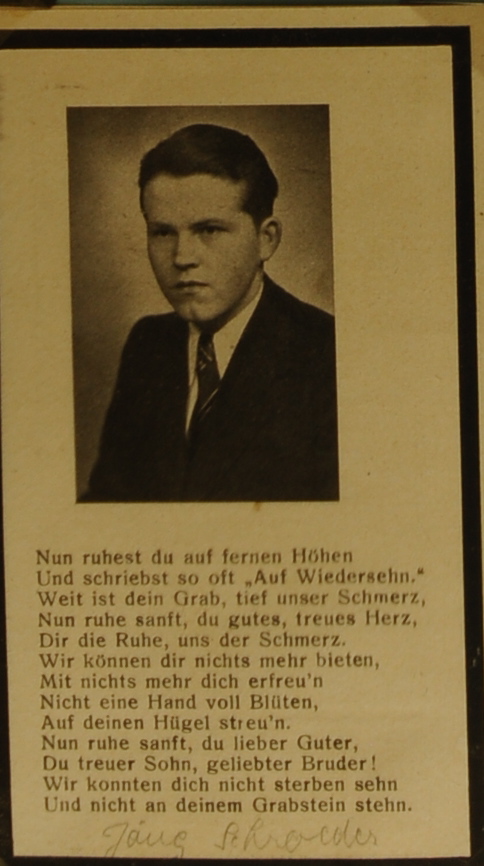 Nun ruhest du auf fernen Höhen
Und schriebst so oft „Auf Wiedersehn.“
Weit ist dein Grab, tief unser Schmerz,
Nun ruhe sanft, du gutes, treues Herz,
Dir die Ruhe, uns der Schmerz.
Wir können dir nichts mehr bieten,
Mit nichts mehr dich erfreu'n
Nicht eine Hand voll Blüten,
Auf deinen Hügel streu'n.
Nun ruhe sanft, du lieber Guter,
Du treuer Sohn, geliebter Bruder!
Wir konnten dich nicht sterben sehn
Und nicht an deinem Grabstein stehn.